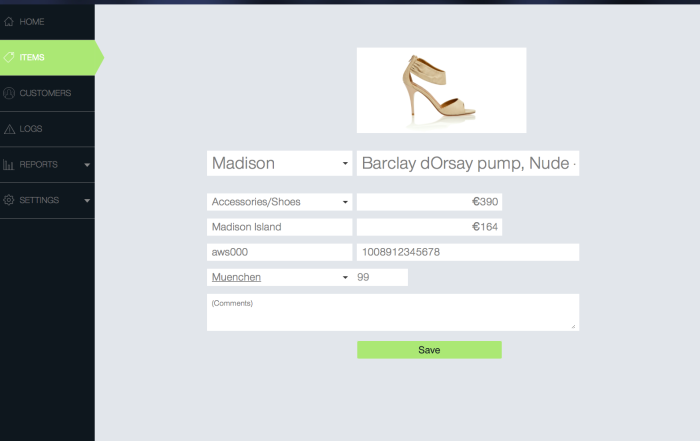 HOME
ITEMS
CUSTOMERS
LOGS
REPORTS
SETTINGS
Madison
Barclay dOrsay pump, Nude -
Accessories/Shoes
€390
Madison Island
€164
aws000
1008912345678
Muenchen
99
(Comments)
Save